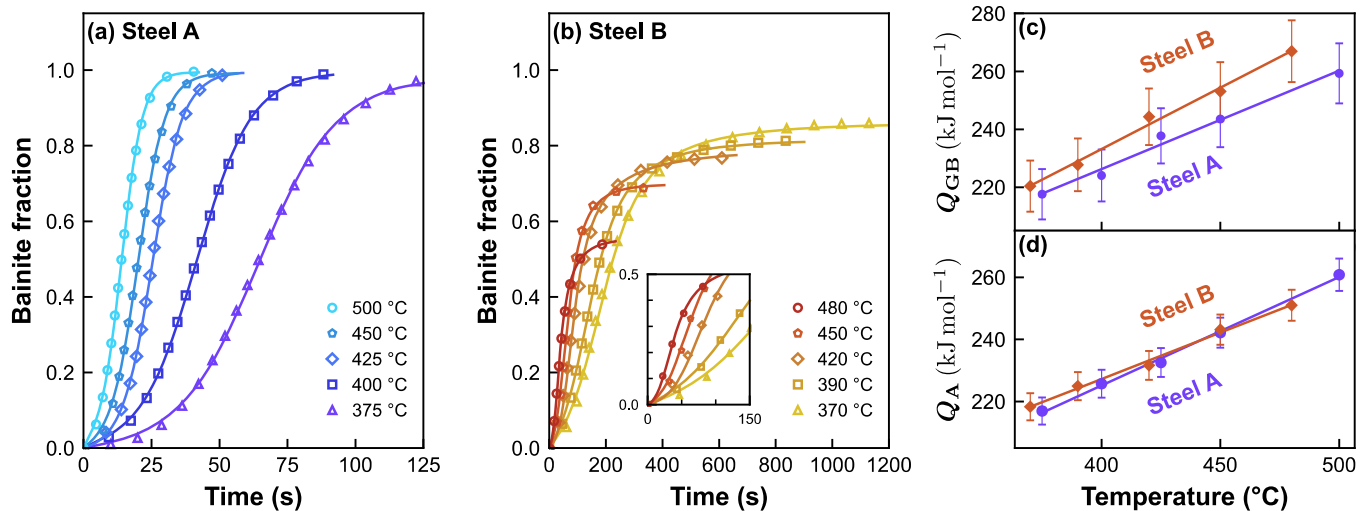 (a) Steel A
Bainite fraction
1.0
0.8
0.6
0.4
0.2
0.0
500 °C
450 °C
425 °C
400 °C
375 °C
0 25 50 75 100 125
Time (s)
(b) Steel B
Bainite fraction
1.0
0.8
0.6
0.4
0.2
0.0
0.5
0.0
0 150
480 °C
450 °C
420 °C
390 °C
370 °C
0 200 400 600 800 1000 1200
Time (s)
(c)
Q_GB (kJ mol⁻¹)
280
260
240
220
Steel B
Steel A
(d)
Q_A (kJ mol⁻¹)
260
240
220
Steel B
Steel A
400 450 500
Temperature (°C)